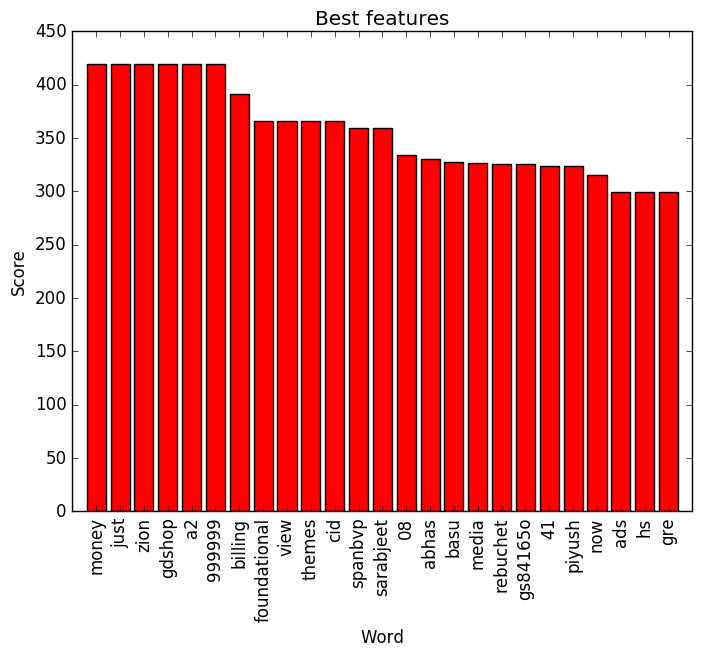 Best features
Score
450
400
350
300
250
200
150
100
50
0
money
just
zion
gdshop
a2
999999
billing
foundational
view
themes
cid
spanbvp
sarabjeet
08
abhas
basu
media
rebuchet
gs84165o
41
piyush
now
ads
hs
gre
Word